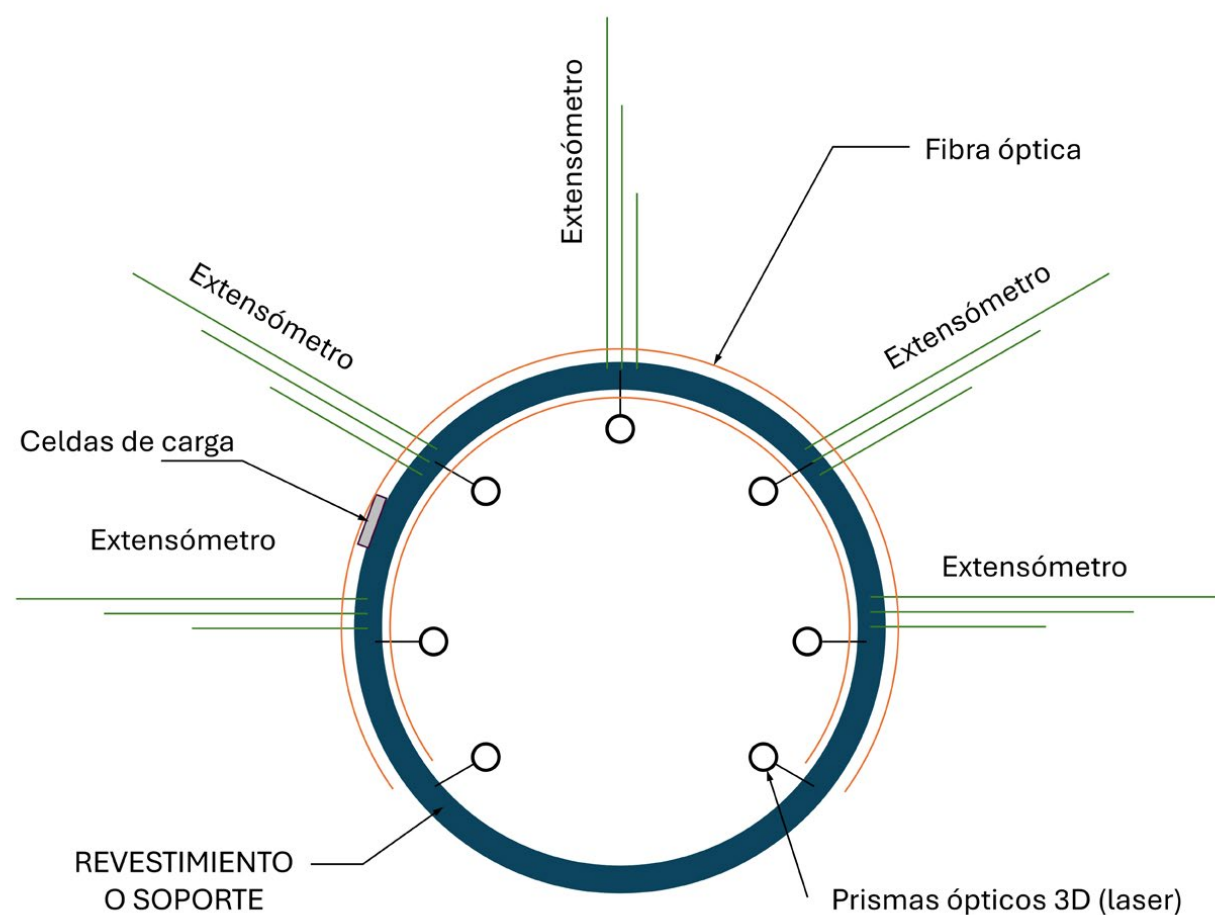 Extensómetro
Fibra óptica
Extensómetro
Extensómetro
Celdas de carga
Extensómetro
Extensómetro
REVESTIMIENTO
O SOPORTE
Prismas ópticos 3D (laser)